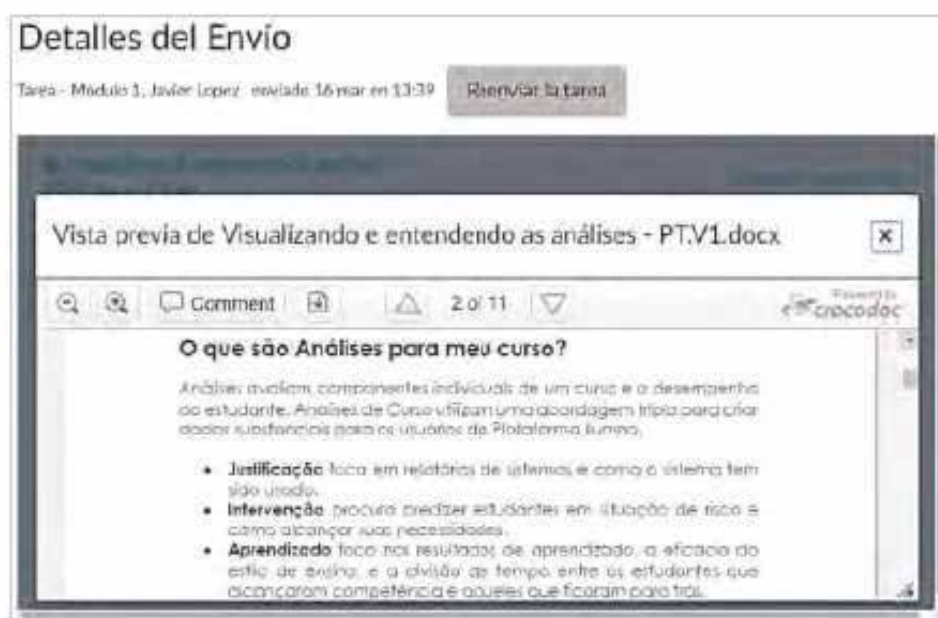 Detalles del Envío
Tarea - Módulo 1, Javier Lopez enviado 16 mar en 13:39 Reenviar la tarea
Vista previa de Visualizando e entendendo as análises - PT.V1.docx
Comment 2 of 11 Powered by crocodoc
O que são Análises para meu curso?
Análises avaliam componentes individuais de um curso e o desempenho
do estudante. Análises de Curso utilizam uma abordagem tripla para criar
dados substanciais para os usuários da Plataforma Ilumno.
• Justificação foca em relatórios de sistemas e como o sistema tem
sido usado.
• Intervenção procura predizer estudantes em situação de risco e
como alcançar suas necessidades.
• Aprendizado foca nos resultados de aprendizado, a eficácia do
estilo de ensino, e a divisão de tempo entre os estudantes que
alcançaram competência e aqueles que ficaram para trás.